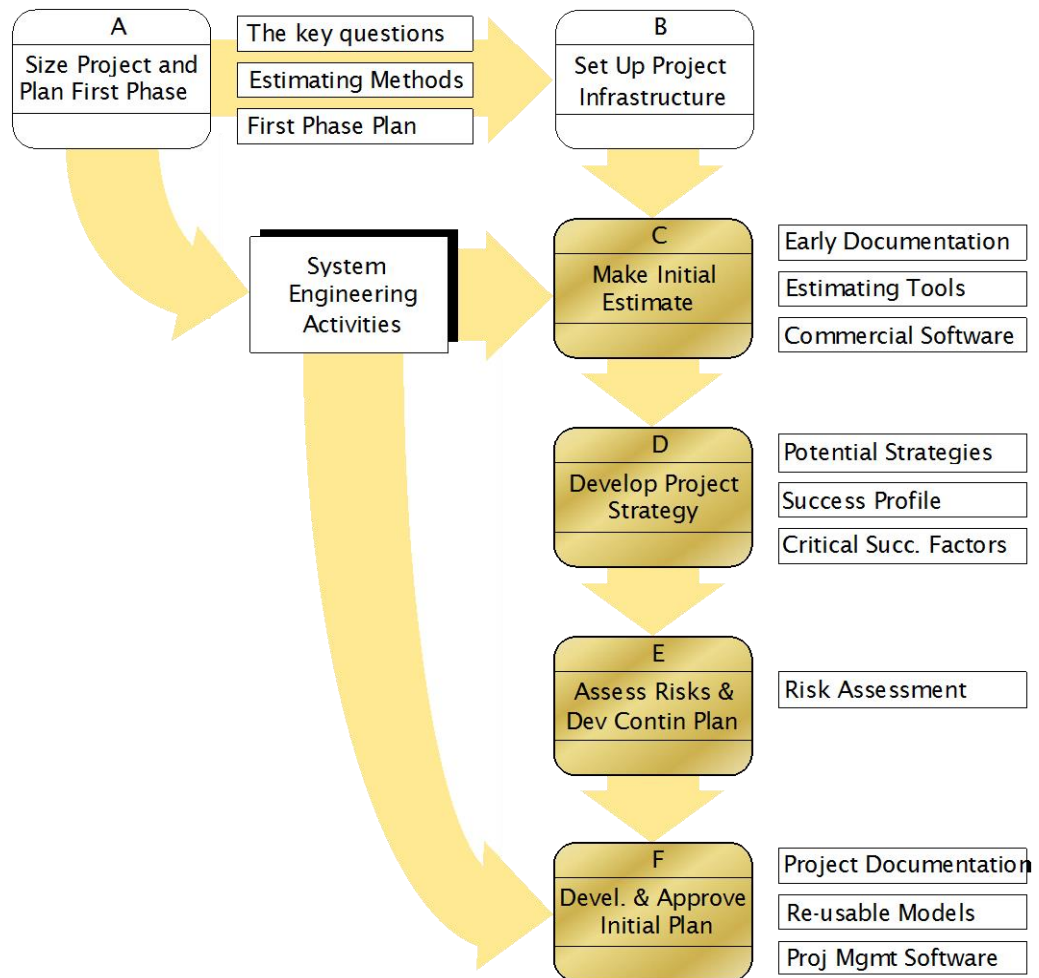 A
Size Project and
Plan First Phase
The key questions
Estimating Methods
First Phase Plan
B
Set Up Project
Infrastructure
System
Engineering
Activities
C
Make Initial
Estimate
Early Documentation
Estimating Tools
Commercial Software
D
Develop Project
Strategy
Potential Strategies
Success Profile
Critical Succ. Factors
E
Assess Risks &
Dev Contin Plan
Risk Assessment
F
Devel. & Approve
Initial Plan
Project Documentation
Re-usable Models
Proj Mgmt Software